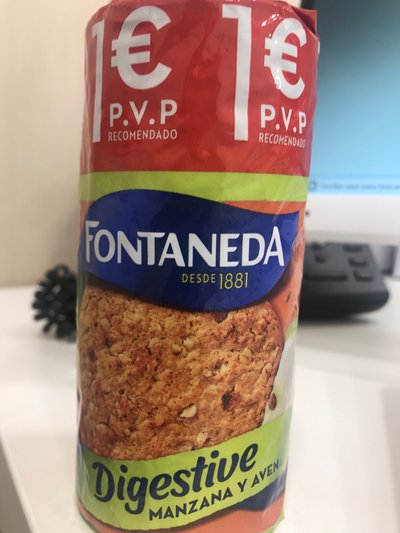 1€ 1€
P.V.P P.V.P
RECOMENDADO RECOMENDADO
FONTANEDA
DESDE 1881
Digestive
MANZANA Y AVEN